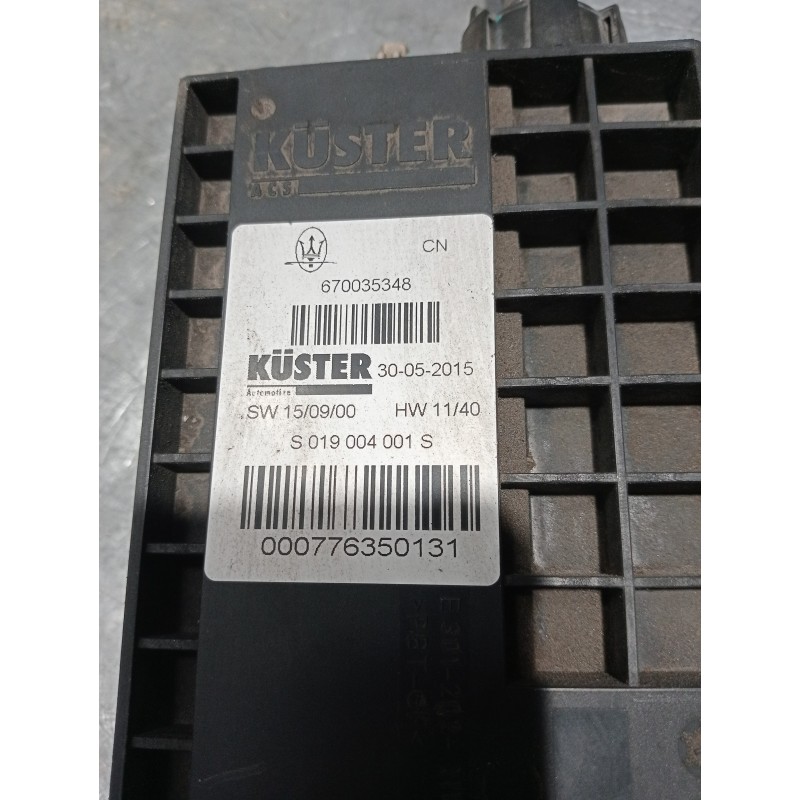 KÜSTER
ACS
CN
670035348
KÜSTER 30-05-2015
Automotive
SW 15/09/00 HW 11/40
S 019 004 001 S
000776350131